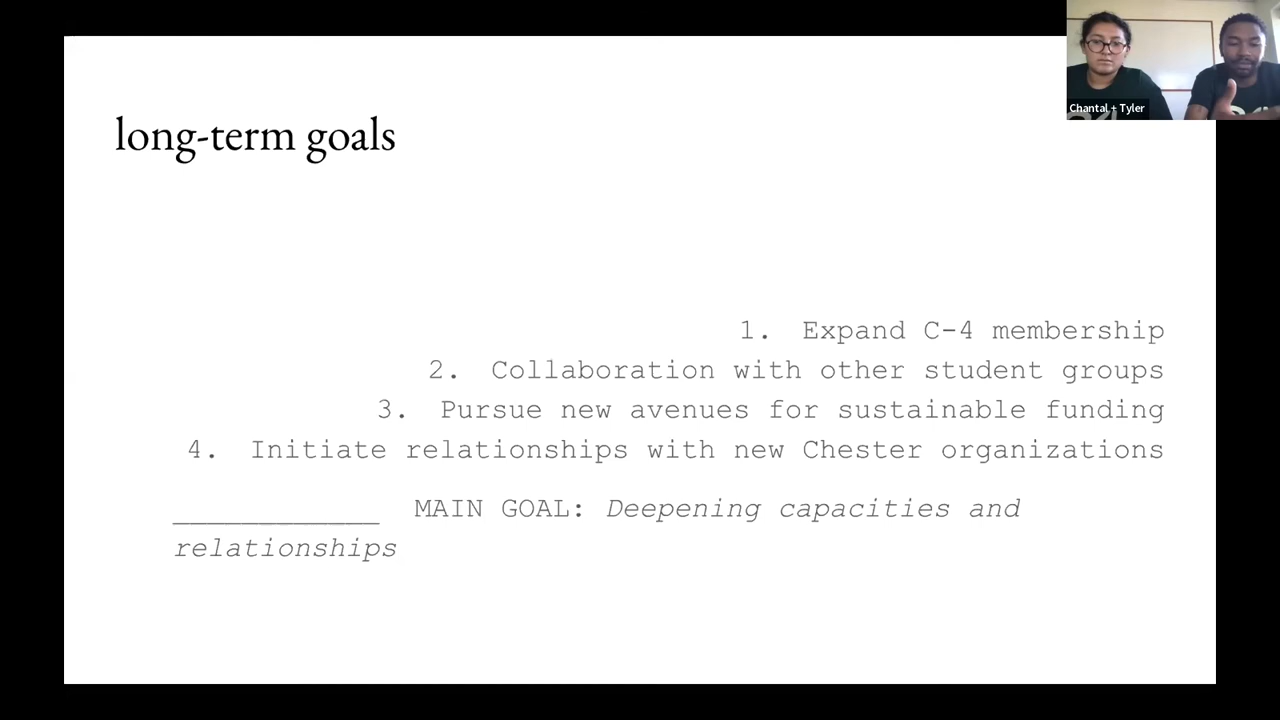 Chantal + Tyler
long-term goals
1. Expand C-4 membership
2. Collaboration with other student groups
3. Pursue new avenues for sustainable funding
4. Initiate relationships with new Chester organizations
____________ MAIN GOAL: Deepening capacities and
relationships